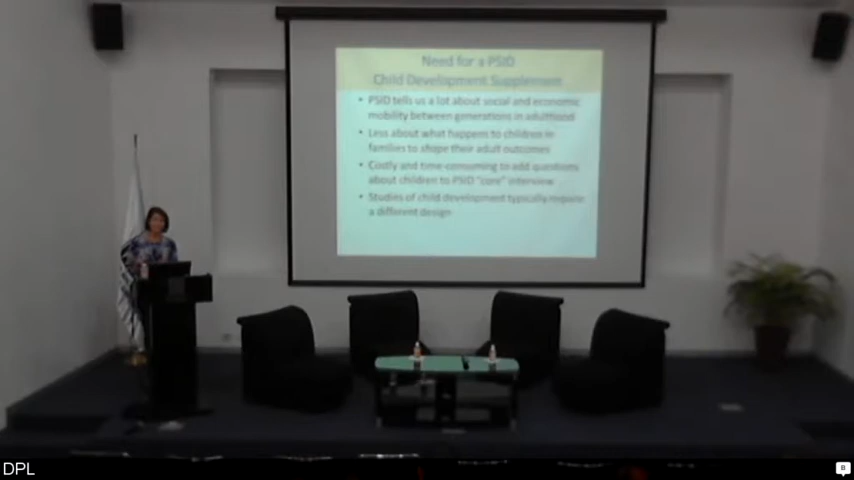 Need for a PSID
Child Development Supplement
• PSID tells us a lot about social and economic
mobility between generations in adulthood
• Less about what happens to children in
families to shape their adult outcomes
• Costly and time-consuming to add questions
about children to PSID "core" interview
• Studies of child development typically require
a different design
DPL
B